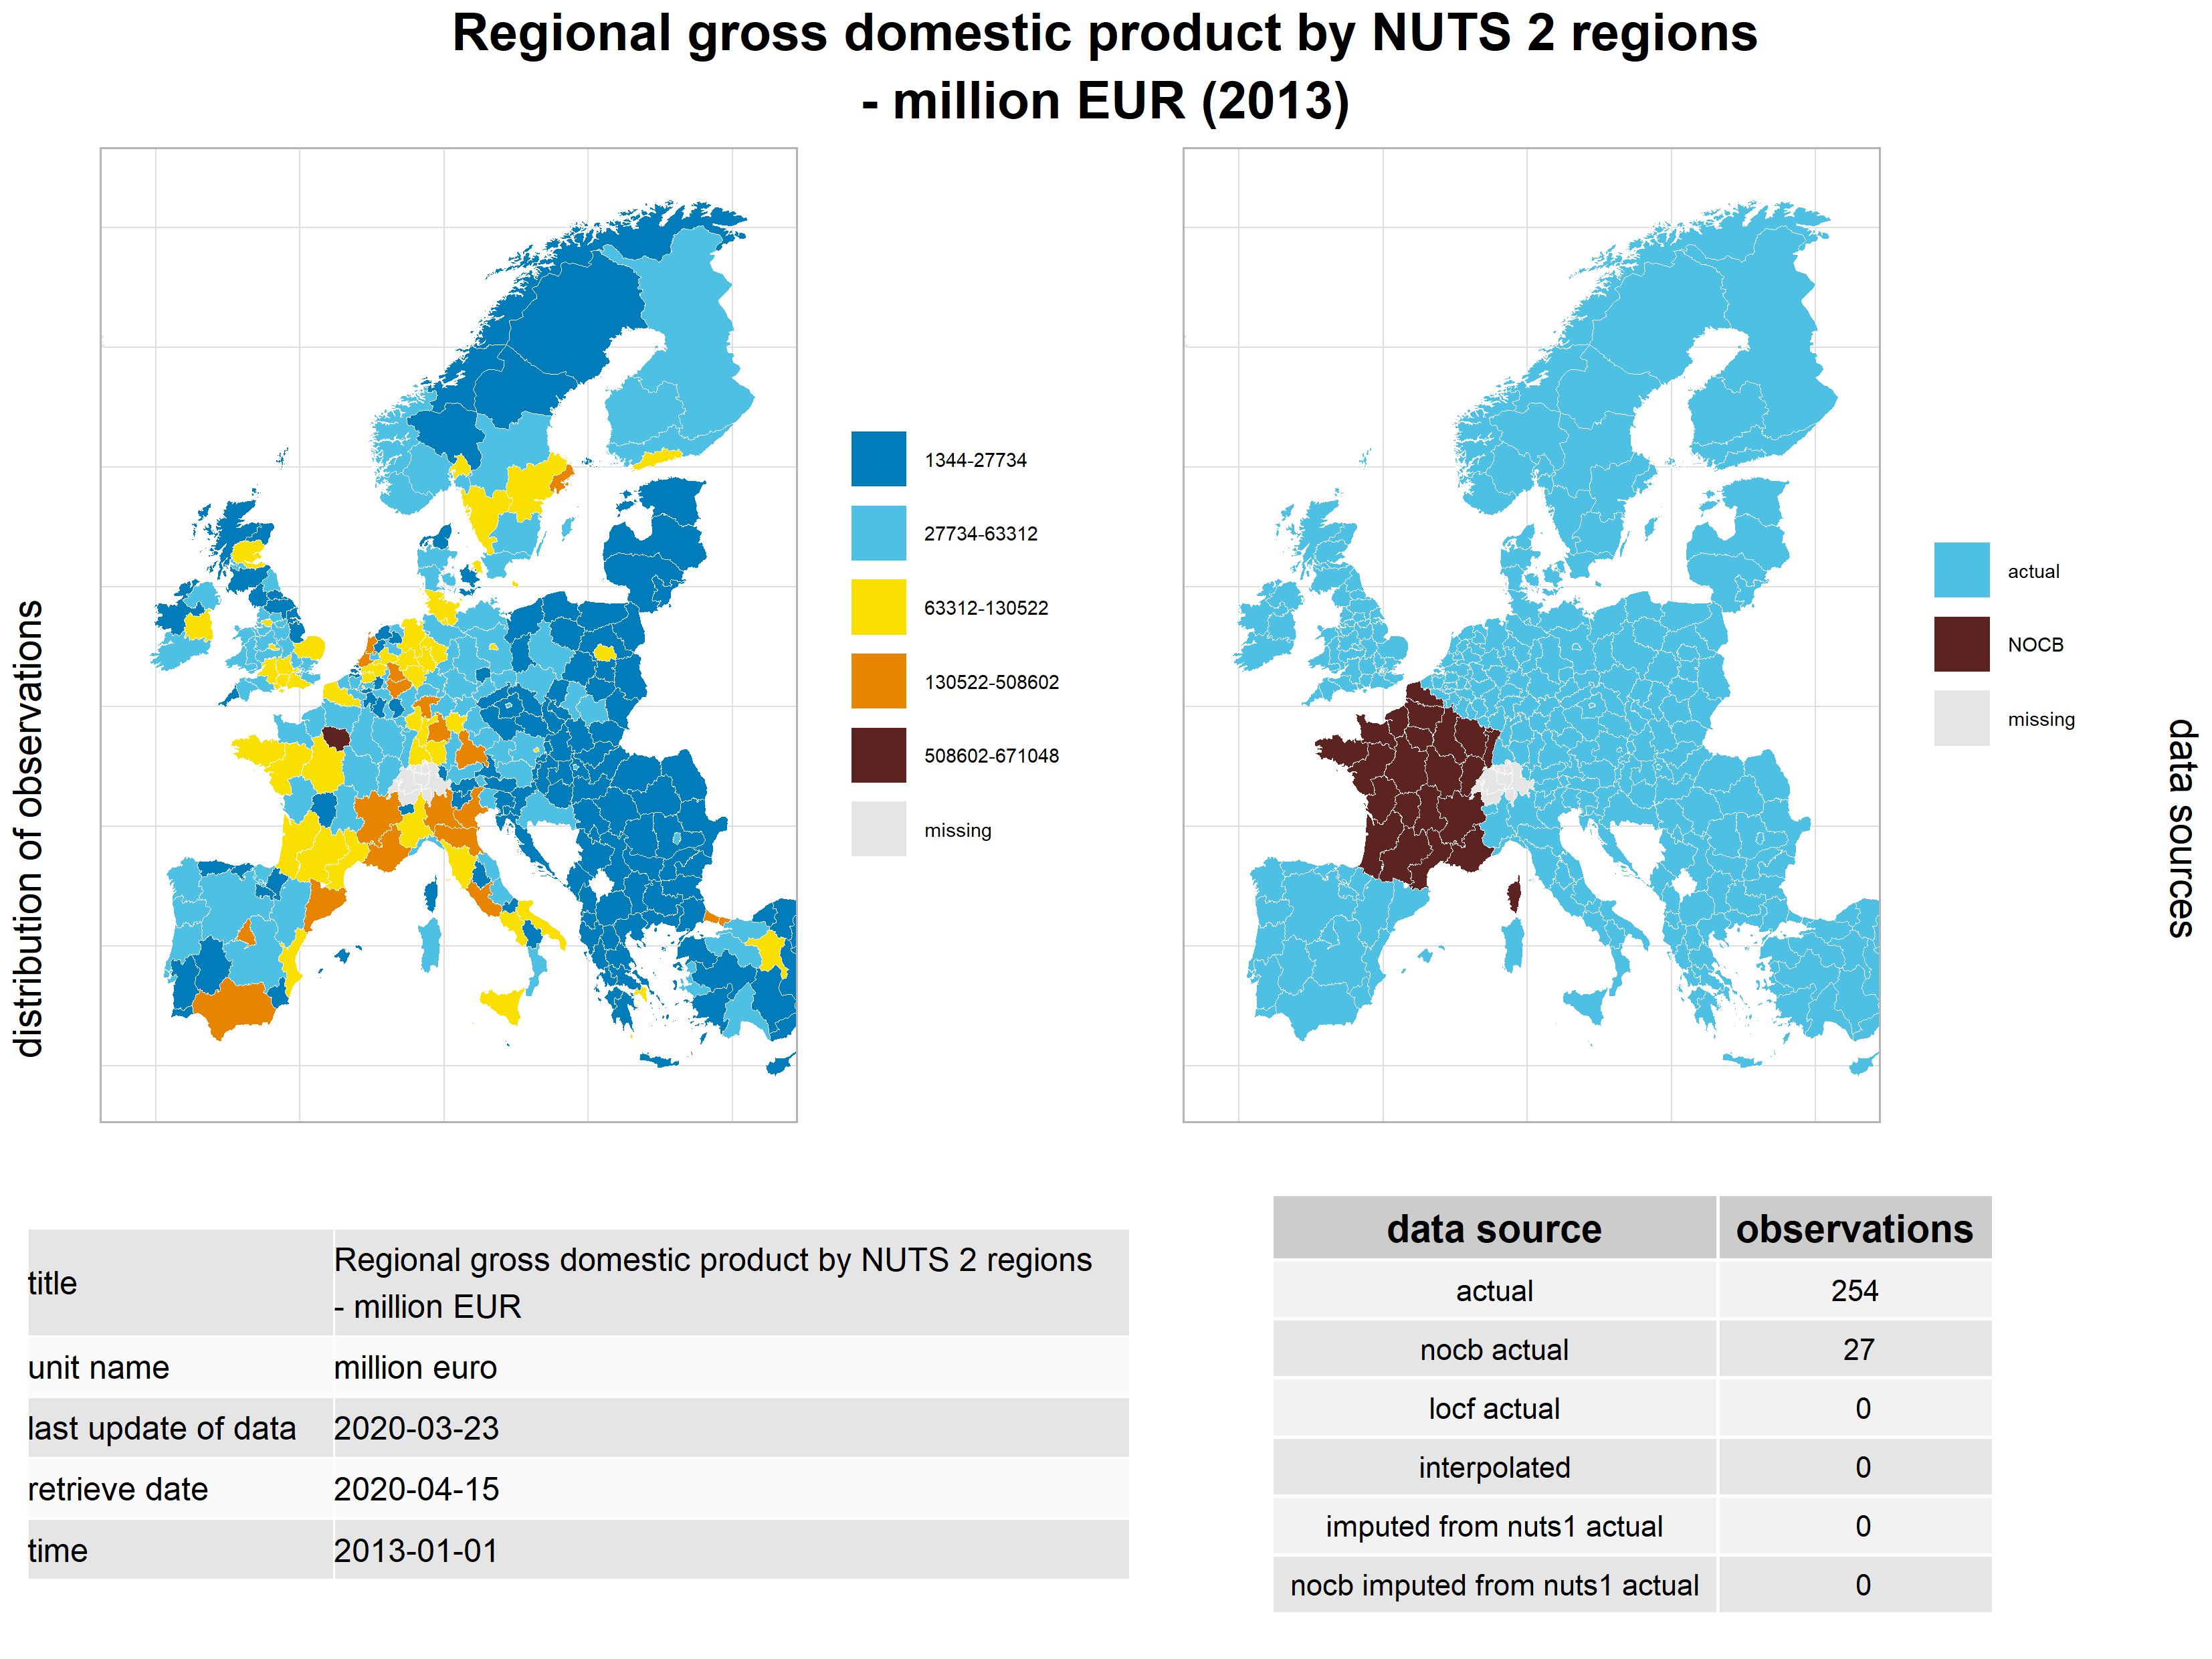 Regional gross domestic product by NUTS 2 regions
- million EUR (2013)
distribution of observations
1344-27734
27734-63312
63312-130522
130522-508602
508602-671048
missing
actual
NOCB
missing
data sources
title
Regional gross domestic product by NUTS 2 regions
- million EUR
unit name million euro
last update of data 2020-03-23
retrieve date 2020-04-15
time 2013-01-01
data source observations
actual 254
nocb actual 27
locf actual 0
interpolated 0
imputed from nuts1 actual 0
nocb imputed from nuts1 actual 0